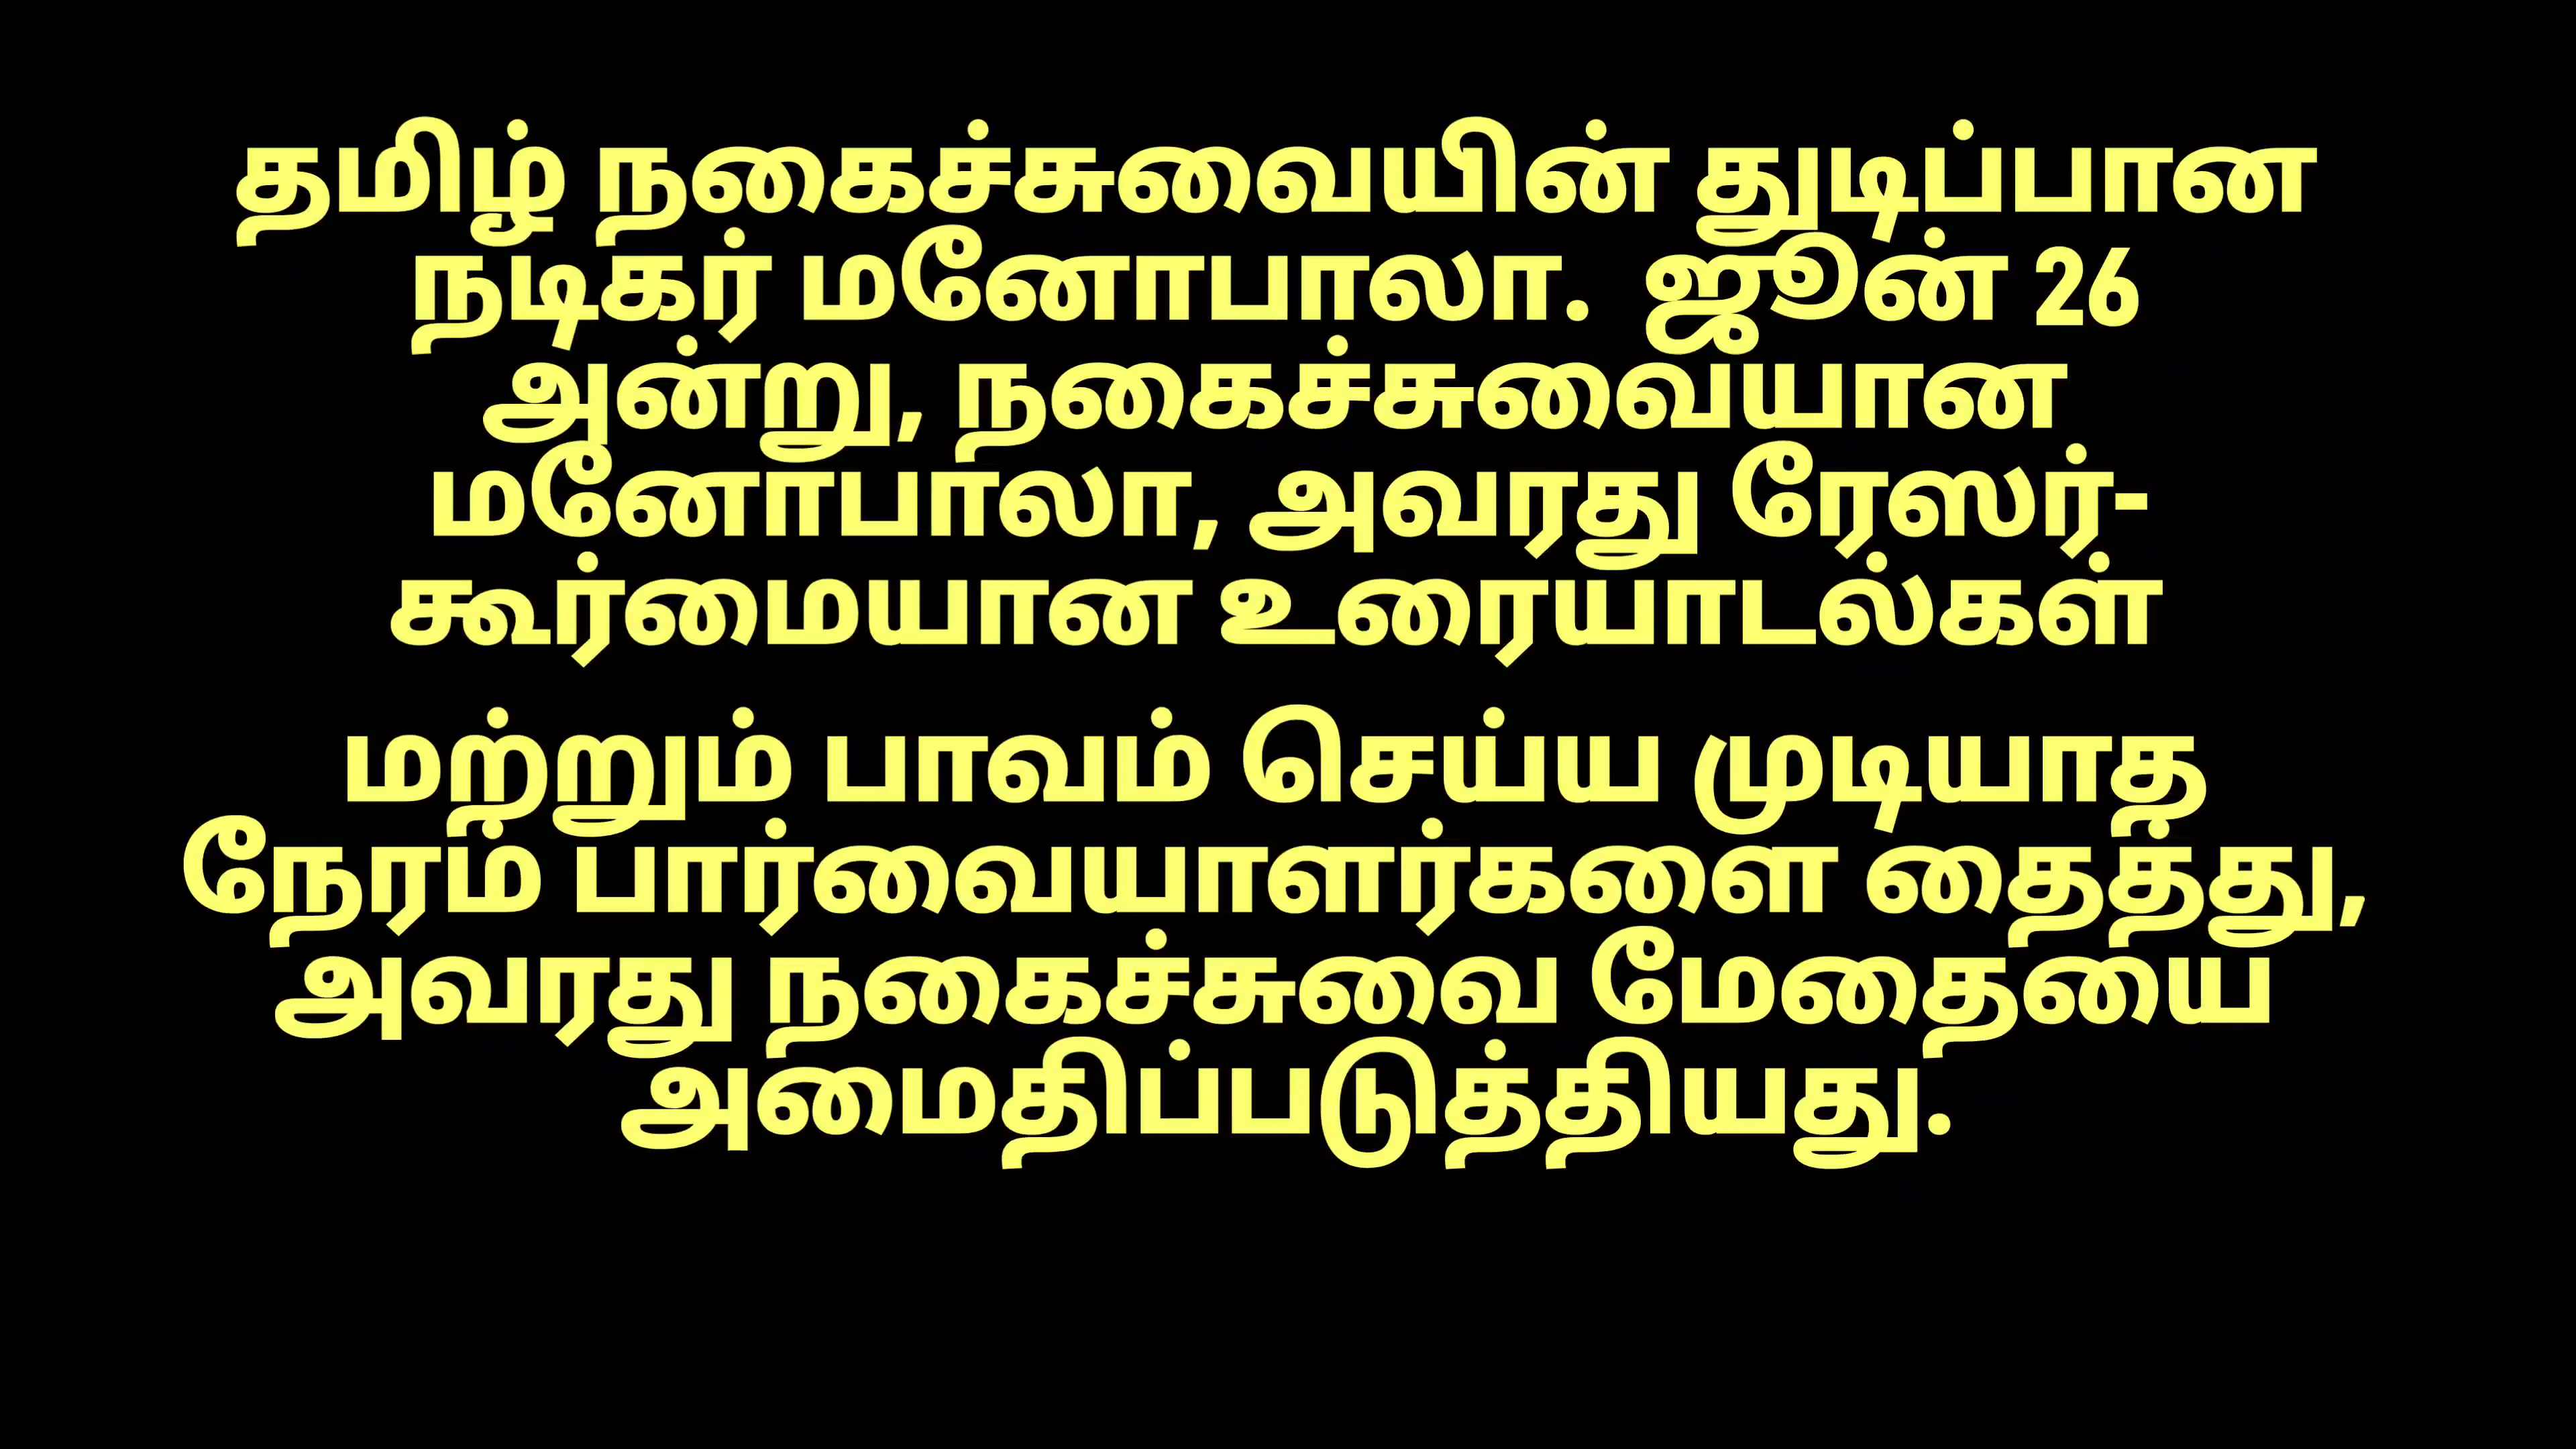 தமிழ் நகைச்சுவையின் துடிப்பான
நடிகர் மனோபாலா. ஜூன் 26
அன்று, நகைச்சுவையான
மனோபாலா, அவரது ரேஸர்-
கூர்மையான உரையாடல்கள்
மற்றும் பாவம் செய்ய முடியாத
நேரம் பார்வையாளர்களை தைத்து,
அவரது நகைச்சுவை மேதையை
அமைதிப்படுத்தியது.